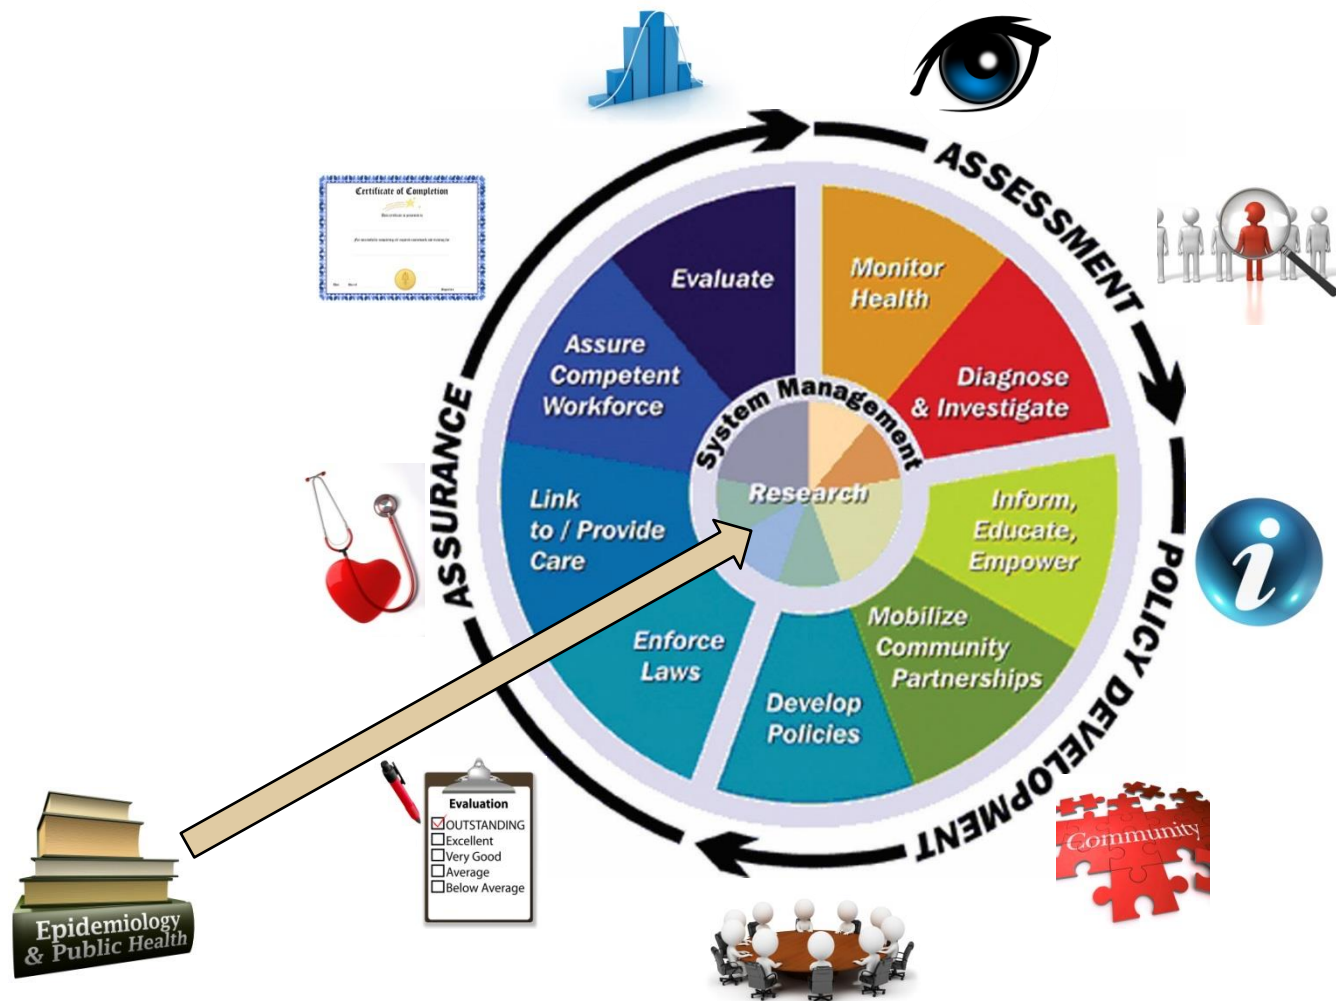 Certificate of Completion
ASSESSMENT
POLICY DEVELOPMENT
ASSURANCE
Evaluate
Monitor
Health
Assure
Competent
Workforce
Diagnose
& Investigate
System Management
Research
Link
to / Provide
Care
Inform,
Educate,
Empower
Enforce
Laws
Mobilize
Community
Partnerships
Develop
Policies
i
Evaluation
OUTSTANDING
Excellent
Very Good
Average
Below Average
Community
Epidemiology
& Public Health